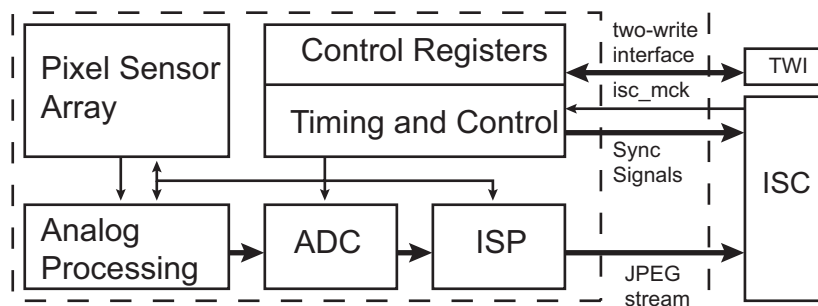 Pixel Sensor
Array
Control Registers
Timing and Control
two-write
interface
isc_mck
Sync
Signals
TWI
ISC
Analog
Processing
ADC
ISP
JPEG
stream